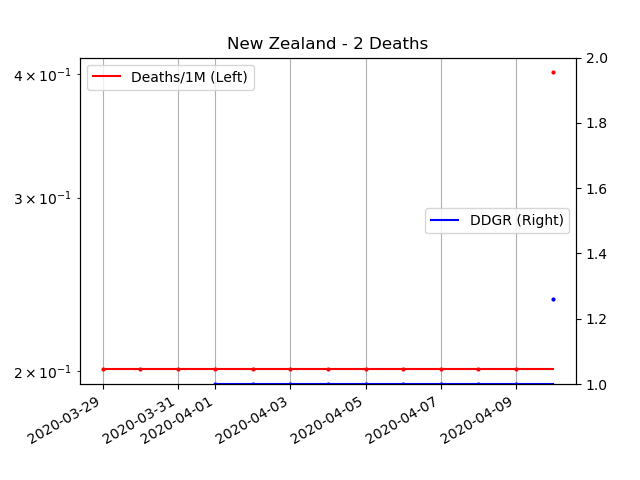 New Zealand - 2 Deaths
Deaths/1M (Left)
DDGR (Right)
4 × 10⁻¹
3 × 10⁻¹
2 × 10⁻¹
2.0
1.8
1.6
1.4
1.2
1.0
2020-03-29
2020-03-31
2020-04-01
2020-04-03
2020-04-05
2020-04-07
2020-04-09